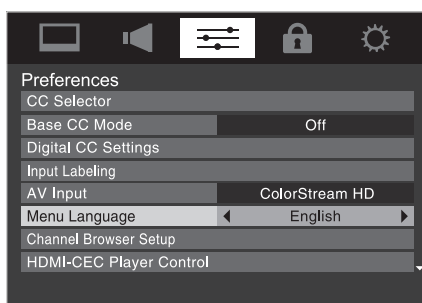 Preferences
CC Selector
Base CC Mode Off
Digital CC Settings
Input Labeling
AV Input ColorStream HD
Menu Language English
Channel Browser Setup
HDMI-CEC Player Control